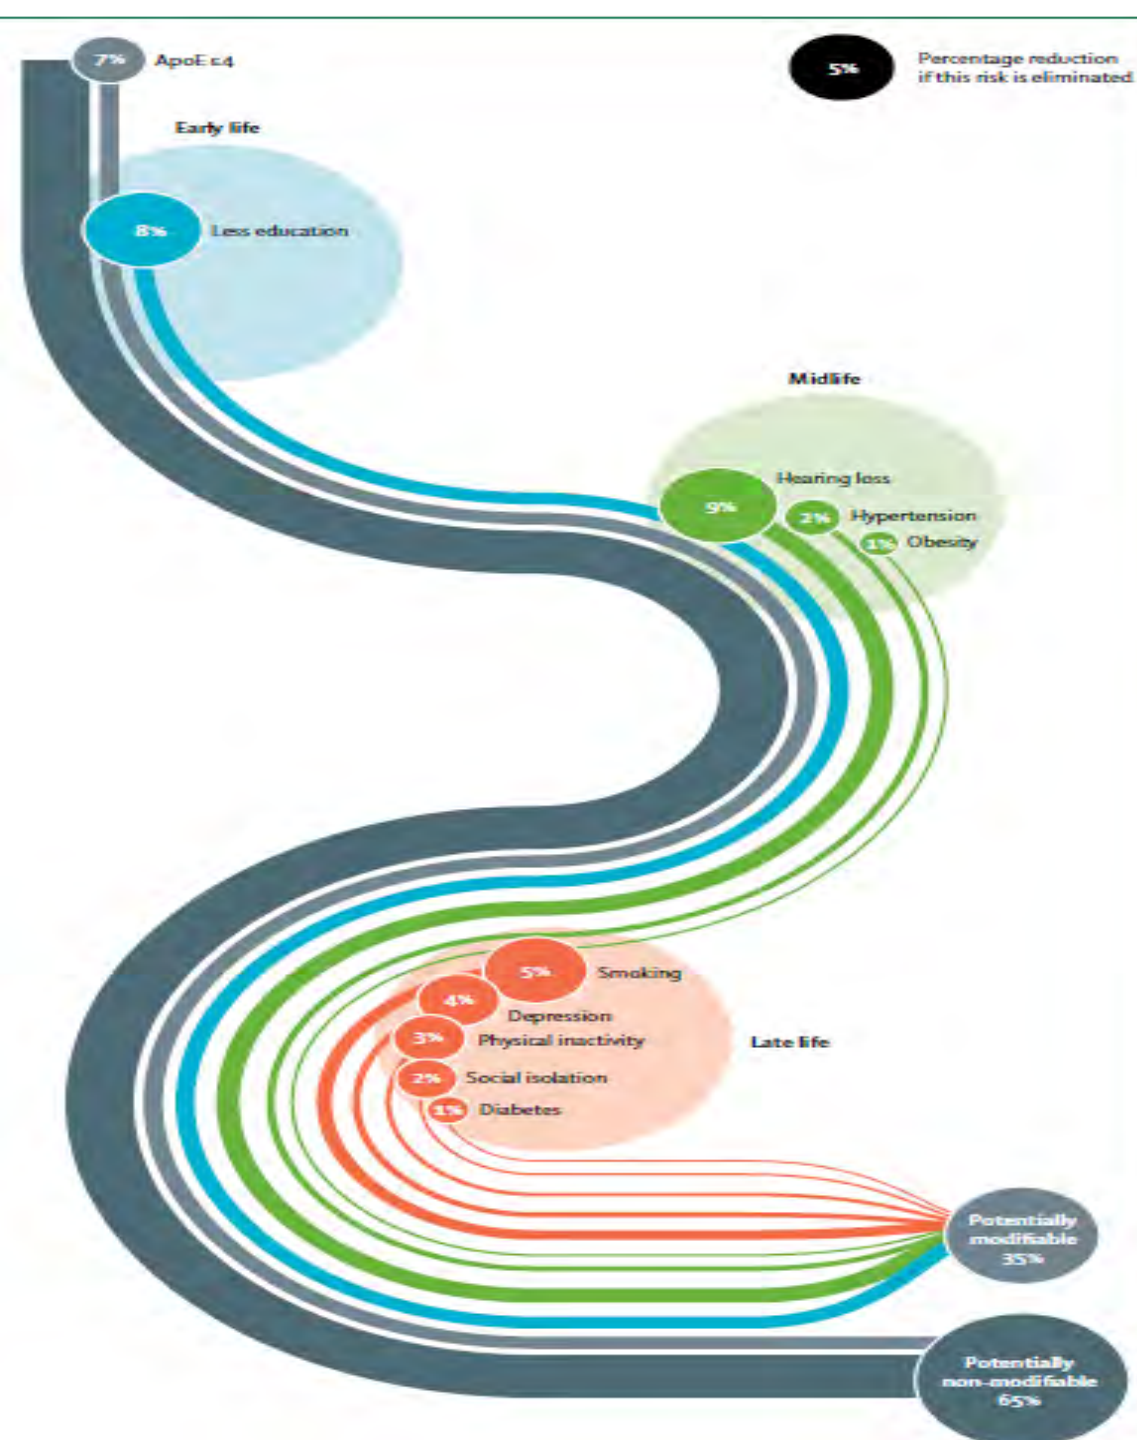 7% ApoE ε4
5% Percentage reduction
if this risk is eliminated
Early life
8% Less education
Midlife
Hearing loss
9%
2% Hypertension
1% Obesity
5% Smoking
4%
Depression
3% Physical inactivity
Late life
2% Social isolation
1% Diabetes
Potentially
modifiable
35%
Potentially
non-modifiable
65%